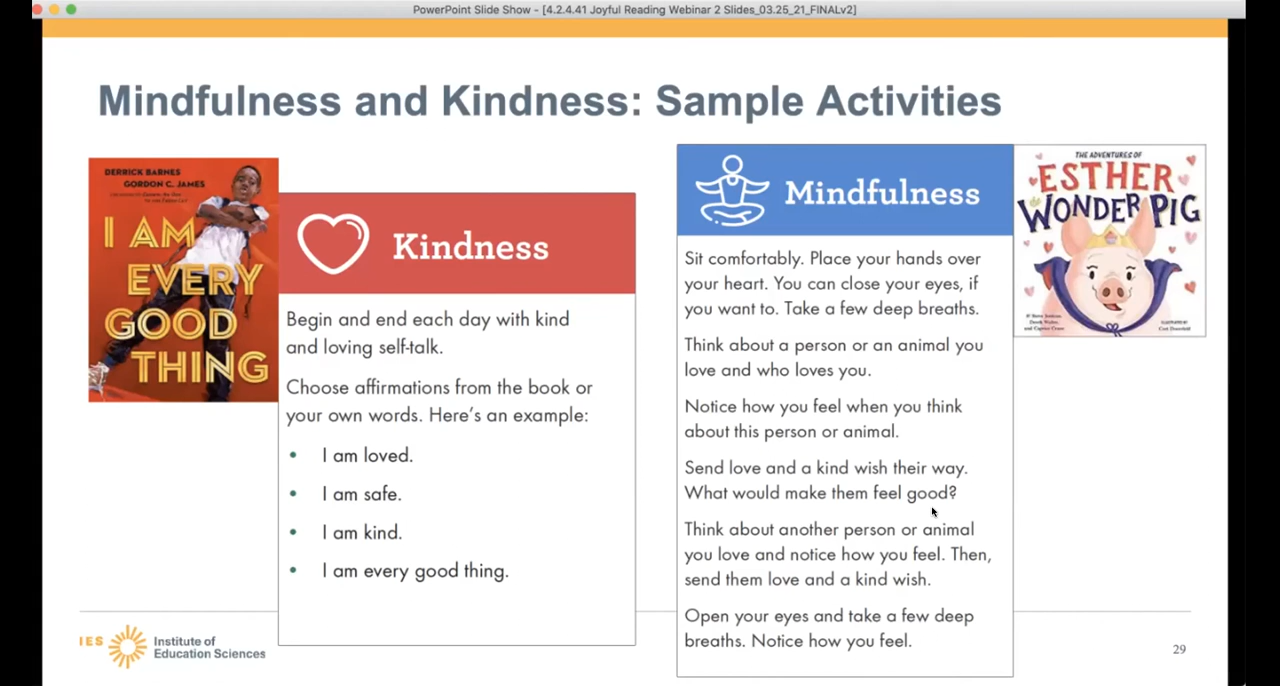 PowerPoint Slide Show - [4.2.4.41 Joyful Reading Webinar 2 Slides_03.25_21_FINALv2]
Mindfulness and Kindness: Sample Activities
DERRICK BARNES
GORDON C. JAMES
I AM
EVERY
GOOD
THING
Kindness
Begin and end each day with kind
and loving self-talk.
Choose affirmations from the book or
your own words. Here's an example:
• I am loved.
• I am safe.
• I am kind.
• I am every good thing.
Mindfulness
Sit comfortably. Place your hands over
your heart. You can close your eyes, if
you want to. Take a few deep breaths.
Think about a person or an animal you
love and who loves you.
Notice how you feel when you think
about this person or animal.
Send love and a kind wish their way.
What would make them feel good?
Think about another person or animal
you love and notice how you feel. Then,
send them love and a kind wish.
Open your eyes and take a few deep
breaths. Notice how you feel.
THE ADVENTURES OF
ESTHER
the
WONDER PIG
IES Institute of
Education Sciences
29